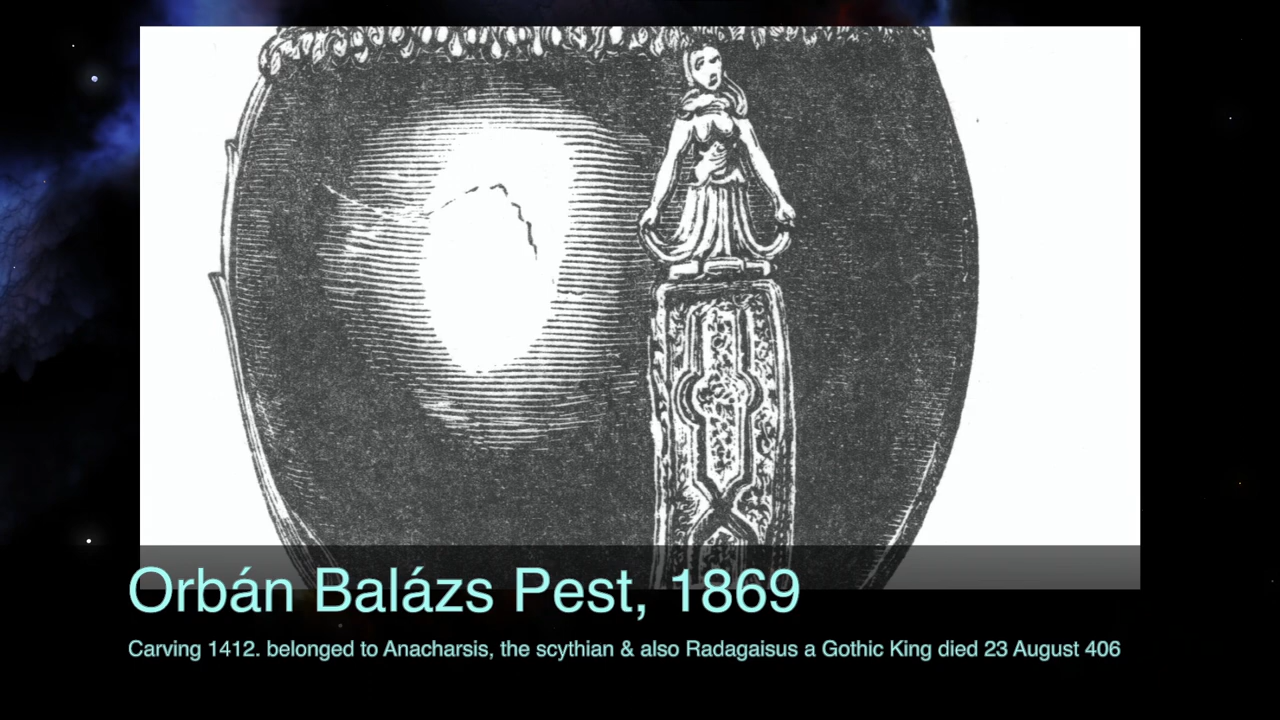 Orbán Balázs Pest, 1869
Carving 1412. belonged to Anacharsis, the scythian & also Radagaisus a Gothic King died 23 August 406